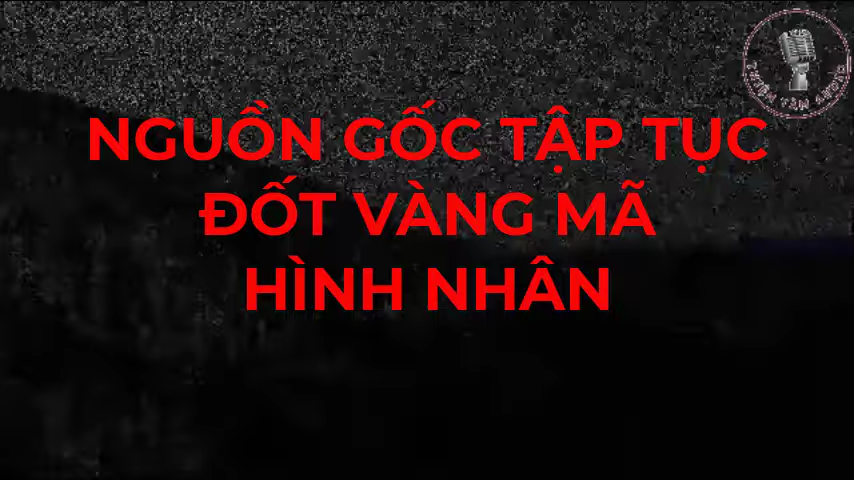 NGUỒN GỐC TẬP TỤC
ĐỐT VÀNG MÃ
HÌNH NHÂN